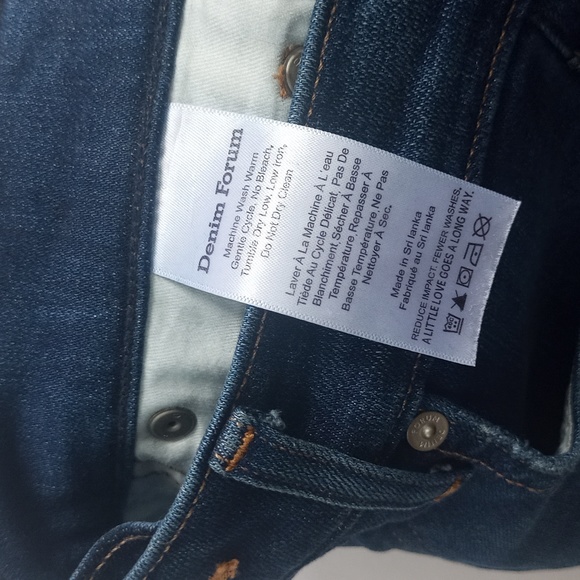 Denim Forum
Machine Wash Warm
Gentle Cycle. No Bleach,
Tumble Dry Low. Low iron,
Do Not Dry Clean
Laver À La Machine À L'eau
Tiède Au Cycle Délicat, Pas De
Blanchiment,Sécher À Basse
Température, Repasser À
Basse Température,Ne Pas
Nettoyer À Sec.
Made in Sri lanka
Fabriqué au Sri lanka
REDUCE IMPACT, FEWER WASHES,
A LITTLE LOVE GOES A LONG WAY.